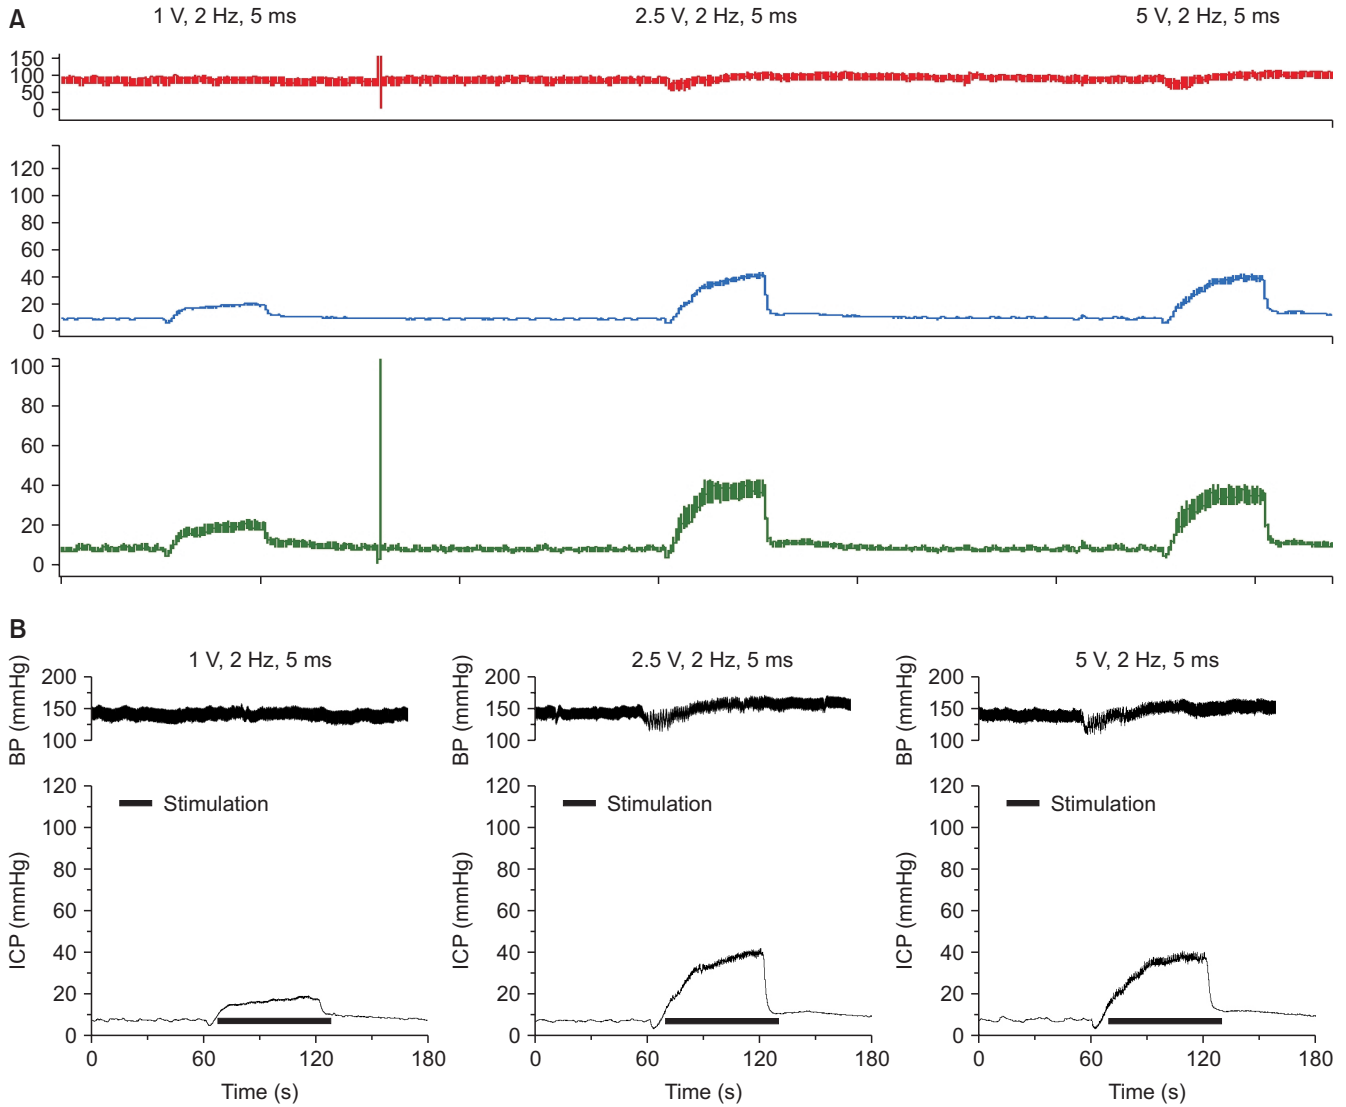 A
1 V, 2 Hz, 5 ms 2.5 V, 2 Hz, 5 ms 5 V, 2 Hz, 5 ms
150
100
50
0
120
100
80
60
40
20
0
100
80
60
40
20
0
B
1 V, 2 Hz, 5 ms 2.5 V, 2 Hz, 5 ms 5 V, 2 Hz, 5 ms
BP (mmHg) 200 150 100
BP (mmHg) 200 150 100
BP (mmHg) 200 150 100
ICP (mmHg) 120 100 80 60 40 20 0
Stimulation
0 60 120 180
Time (s)
ICP (mmHg) 120 100 80 60 40 20 0
Stimulation
0 60 120 180
Time (s)
ICP (mmHg) 120 100 80 60 40 20 0
Stimulation
0 60 120 180
Time (s)